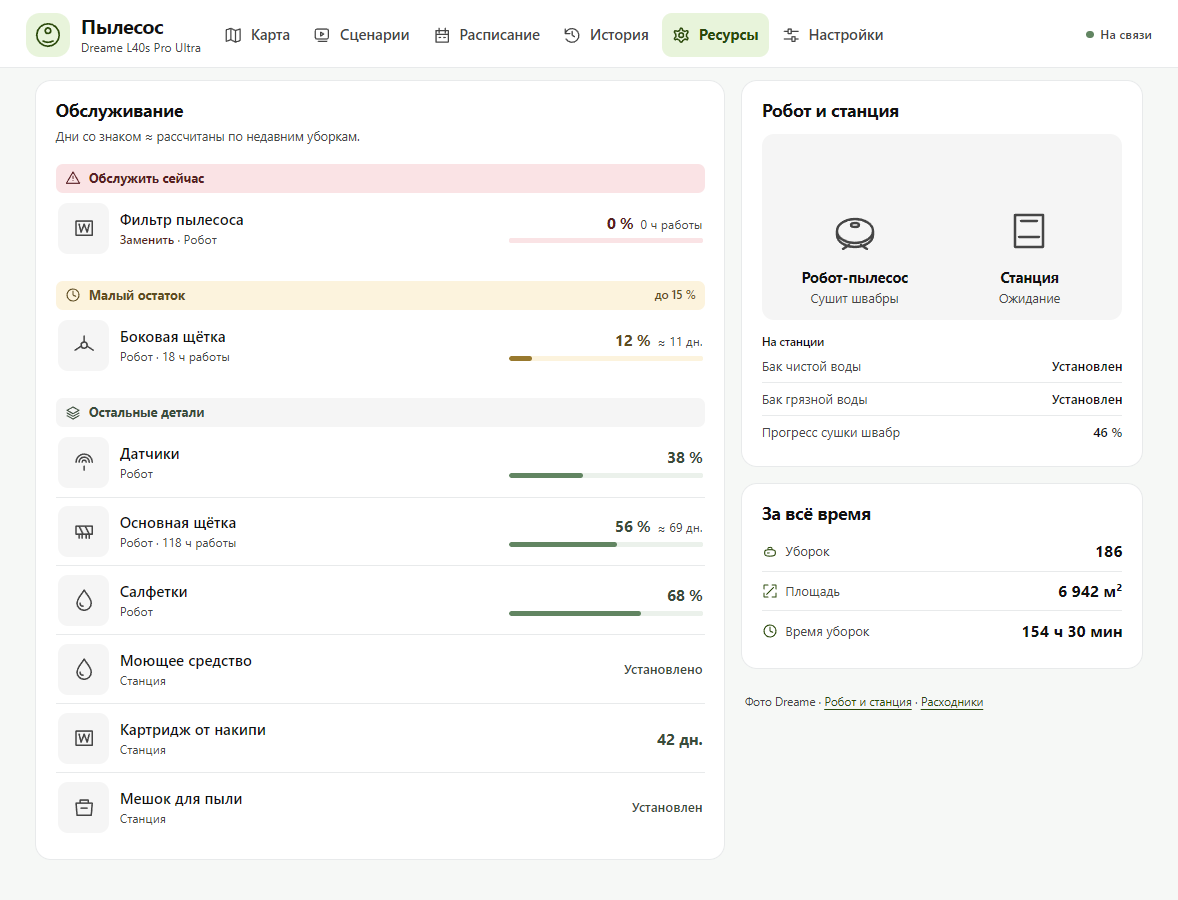 Пылесос
Dreame L40s Pro Ultra
Карта
Сценарии
Расписание
История
Ресурсы
Настройки
На связи
Обслуживание
Дни со знаком ≈ рассчитаны по недавним уборкам.
Обслужить сейчас
Фильтр пылесоса
Заменить · Робот
0 % 0 ч работы
Малый остаток
до 15 %
Боковая щётка
Робот · 18 ч работы
12 % ≈ 11 дн.
Остальные детали
Датчики
Робот
38 %
Основная щётка
Робот · 118 ч работы
56 % ≈ 69 дн.
Салфетки
Робот
68 %
Моющее средство
Станция
Установлено
Картридж от накипи
Станция
42 дн.
Мешок для пыли
Станция
Установлен
Робот и станция
Робот-пылесос
Сушит швабры
Станция
Ожидание
На станции
Бак чистой воды Установлен
Бак грязной воды Установлен
Прогресс сушки швабр 46 %
За всё время
Уборок 186
Площадь 6 942 м²
Время уборок 154 ч 30 мин
Фото Dreame · Робот и станция · Расходники